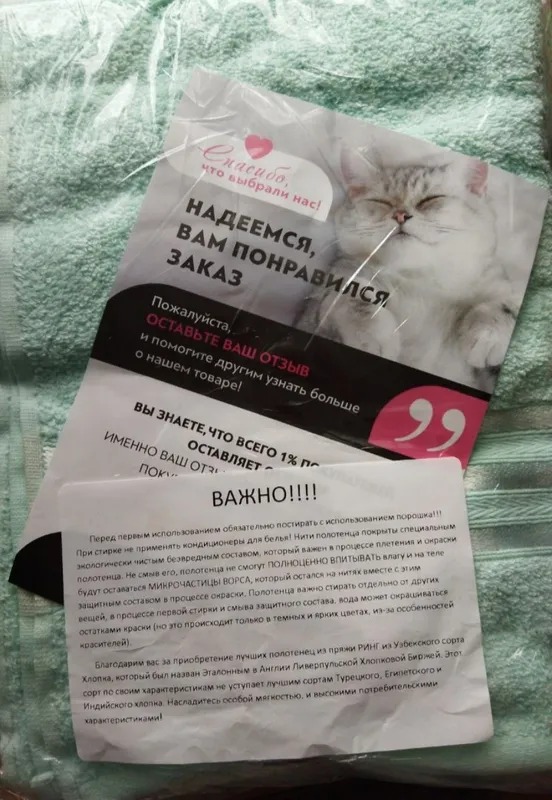 Спасибо,
что выбрали нас!
НАДЕЕМСЯ,
ВАМ ПОНРАВИЛСЯ
ЗАКАЗ
Пожалуйста,
ОСТАВЬТЕ ВАШ ОТЗЫВ
и помогите другим узнать больше
о нашем товаре!
ВЫ ЗНАЕТЕ, ЧТО ВСЕГО 1%
ОСТАВЛЯЕТ
ИМЕННО ВАШ
ВАЖНО!!!!
Перед первым использованием обязательно постирать с использованием порошка!!!
При стирке не применять кондиционеры для белья! Нити полотенца покрыты специальным
экологически чистым безвредным составом, который важен в процессе плетения и окраски
полотенца. Не смыв его, полотенца не смогут ПОЛНОЦЕННО ВПИТЫВАТЬ влагу и на теле
будут оставаться МИКРОЧАСТИЦЫ ВОРСА, который остался на нитях вместе с этим
защитным составом в процессе окраски. Полотенца важно стирать отдельно от других
вещей, в процессе первой стирки и смыва защитного состава, вода может окрашиваться
остатками краски (но это происходит только в темных и ярких цветах, из-за особенностей
красителей).
Благодарим вас за приобретение лучших полотенец из пряжи РИНГ из Узбекского сорта
Хлопка, который был назван Эталонным в Англии Ливерпульской Хлопковой Биржей. Этот
сорт по своим характеристикам не уступает лучшим сортам Турецкого, Египетского и
Индийского хлопка. Насладитесь особой мягкостью, и высокими потребительскими
характеристиками!